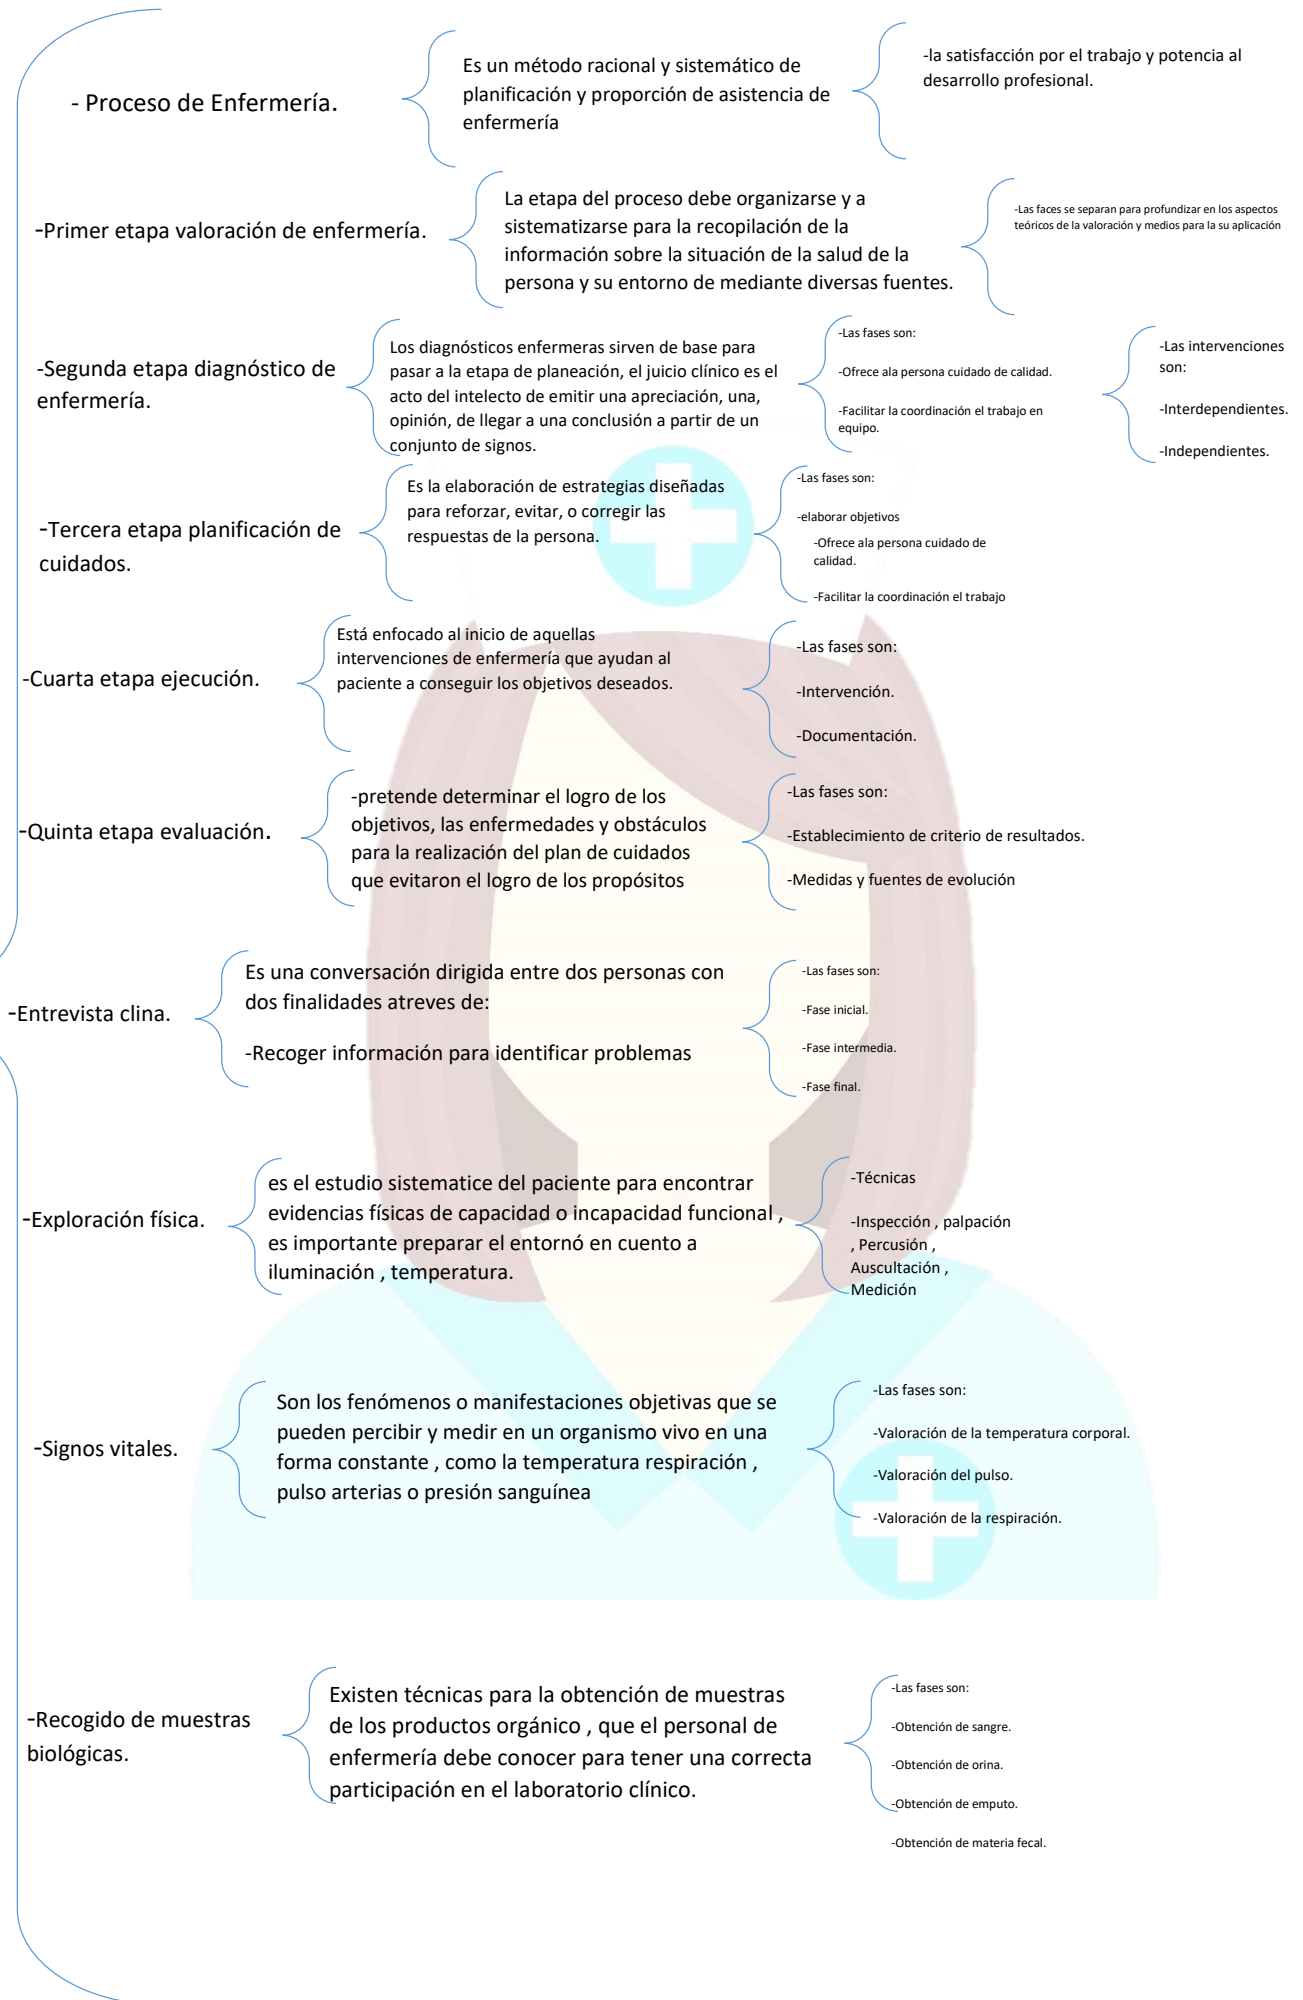 - Proceso de Enfermería.
Es un método racional y sistemático de
planificación y proporción de asistencia de
enfermería
-la satisfacción por el trabajo y potencia al
desarrollo profesional.
-Primer etapa valoración de enfermería.
La etapa del proceso debe organizarse y a
sistematizarse para la recopilación de la
información sobre la situación de la salud de la
persona y su entorno de mediante diversas fuentes.
-Las faces se separan para profundizar en los aspectos
teóricos de la valoración y medios para la su aplicación
-Segunda etapa diagnóstico de
enfermería.
Los diagnósticos enfermeras sirven de base para
pasar a la etapa de planeación, el juicio clínico es el
acto del intelecto de emitir una apreciación, una,
opinión, de llegar a una conclusión a partir de un
conjunto de signos.
-Las fases son:
-Ofrece ala persona cuidado de calidad.
-Facilitar la coordinación el trabajo en
equipo.
-Las intervenciones
son:
-Interdependientes.
-Independientes.
-Tercera etapa planificación de
cuidados.
Es la elaboración de estrategias diseñadas
para reforzar, evitar, o corregir las
respuestas de la persona.
-Las fases son:
-elaborar objetivos
-Ofrece ala persona cuidado de
calidad.
-Facilitar la coordinación el trabajo
-Cuarta etapa ejecución.
Está enfocado al inicio de aquellas
intervenciones de enfermería que ayudan al
paciente a conseguir los objetivos deseados.
-Las fases son:
-Intervención.
-Documentación.
-Quinta etapa evaluación.
-pretende determinar el logro de los
objetivos, las enfermedades y obstáculos
para la realización del plan de cuidados
que evitaron el logro de los propósitos
-Las fases son:
-Establecimiento de criterio de resultados.
-Medidas y fuentes de evolución
-Entrevista clina.
Es una conversación dirigida entre dos personas con
dos finalidades atreves de:
-Recoger información para identificar problemas
-Las fases son:
-Fase inicial.
-Fase intermedia.
-Fase final.
-Exploración física.
es el estudio sistematice del paciente para encontrar
evidencias físicas de capacidad o incapacidad funcional ,
es importante preparar el entornó en cuento a
iluminación , temperatura.
-Técnicas
-Inspección , palpación
, Percusión ,
Auscultación ,
Medición
-Signos vitales.
Son los fenómenos o manifestaciones objetivas que se
pueden percibir y medir en un organismo vivo en una
forma constante , como la temperatura respiración ,
pulso arterias o presión sanguínea
-Las fases son:
-Valoración de la temperatura corporal.
-Valoración del pulso.
-Valoración de la respiración.
-Recogido de muestras
biológicas.
Existen técnicas para la obtención de muestras
de los productos orgánico , que el personal de
enfermería debe conocer para tener una correcta
participación en el laboratorio clínico.
-Las fases son:
-Obtención de sangre.
-Obtención de orina.
-Obtención de emputo.
-Obtención de materia fecal.